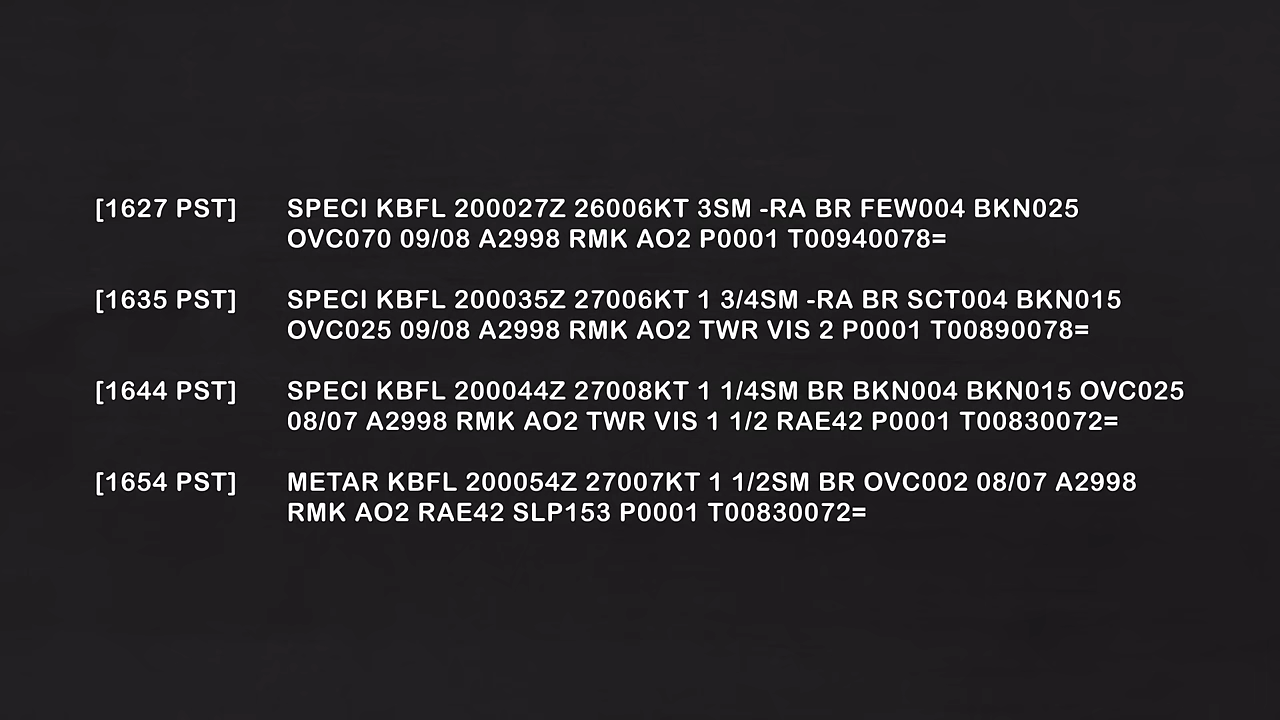 [1627 PST] SPECI KBFL 200027Z 26006KT 3SM -RA BR FEW004 BKN025
OVC070 09/08 A2998 RMK AO2 P0001 T00940078=
[1635 PST] SPECI KBFL 200035Z 27006KT 1 3/4SM -RA BR SCT004 BKN015
OVC025 09/08 A2998 RMK AO2 TWR VIS 2 P0001 T00890078=
[1644 PST] SPECI KBFL 200044Z 27008KT 1 1/4SM BR BKN004 BKN015 OVC025
08/07 A2998 RMK AO2 TWR VIS 1 1/2 RAE42 P0001 T00830072=
[1654 PST] METAR KBFL 200054Z 27007KT 1 1/2SM BR OVC002 08/07 A2998
RMK AO2 RAE42 SLP153 P0001 T00830072=